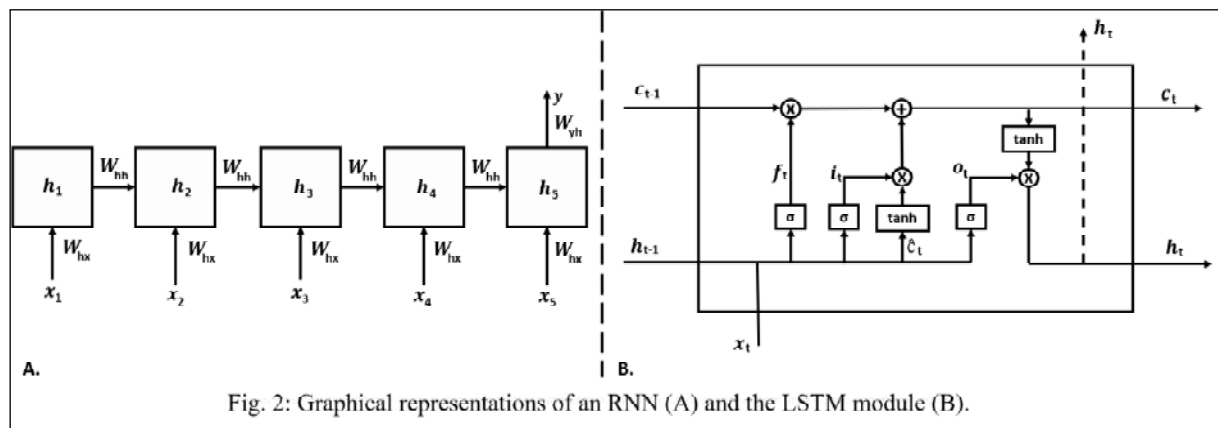 y
W_yh
W_hh W_hh W_hh W_hh
h_1 h_2 h_3 h_4 h_5
W_hx W_hx W_hx W_hx W_hx
x_1 x_2 x_3 x_4 x_5
A.
h_t
c_t-1 X + c_t
tanh
f_t i_t X o_t X
σ σ tanh σ
h_t-1 ĉ_t h_t
x_t
B.
Fig. 2: Graphical representations of an RNN (A) and the LSTM module (B).